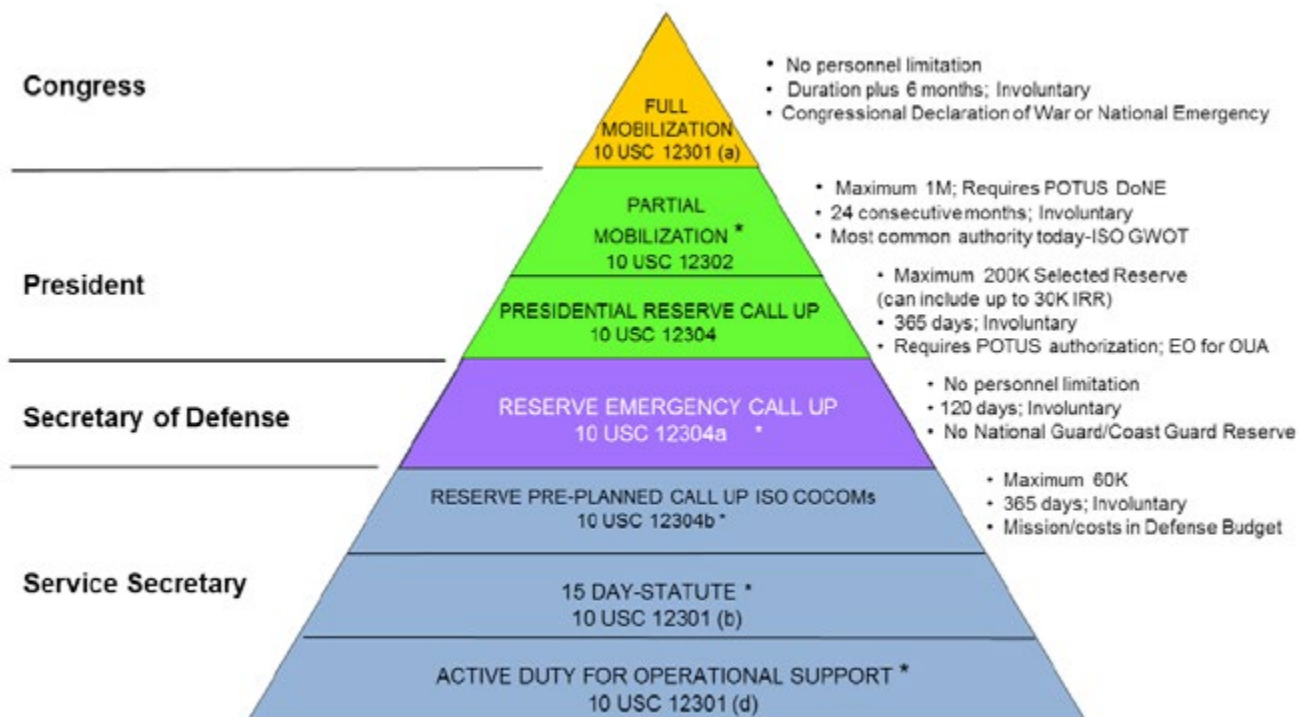 Congress
FULL
MOBILIZATION
10 USC 12301 (a)
• No personnel limitation
• Duration plus 6 months; Involuntary
• Congressional Declaration of War or National Emergency
President
PARTIAL
MOBILIZATION *
10 USC 12302
• Maximum 1M; Requires POTUS DoNE
• 24 consecutive months; Involuntary
• Most common authority today-ISO GWOT
PRESIDENTIAL RESERVE CALL UP
10 USC 12304
• Maximum 200K Selected Reserve
(can include up to 30K IRR)
• 365 days; Involuntary
• Requires POTUS authorization; EO for OUA
Secretary of Defense
RESERVE EMERGENCY CALL UP
10 USC 12304a *
• No personnel limitation
• 120 days; Involuntary
• No National Guard/Coast Guard Reserve
Service Secretary
RESERVE PRE-PLANNED CALL UP ISO COCOMs
10 USC 12304b *
• Maximum 60K
• 365 days; Involuntary
• Mission/costs in Defense Budget
15 DAY-STATUTE *
10 USC 12301 (b)
ACTIVE DUTY FOR OPERATIONAL SUPPORT *
10 USC 12301 (d)